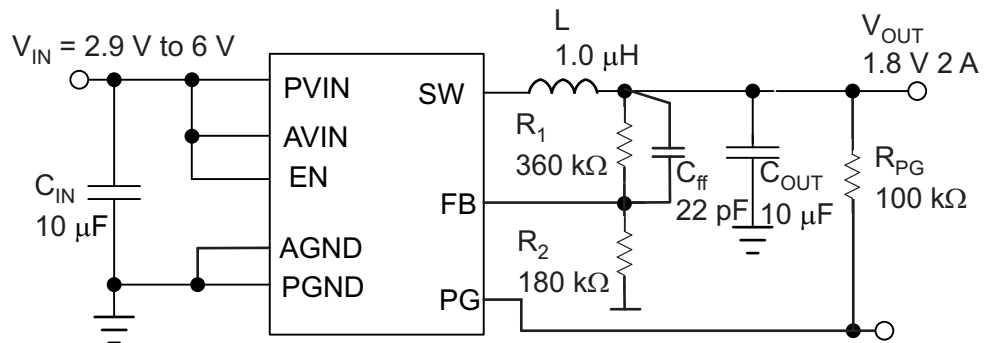 V_IN = 2.9 V to 6 V
C_IN
10 μF
PVIN
AVIN
EN
AGND
PGND
SW
FB
PG
L
1.0 μH
R_1
360 kΩ
C_ff
22 pF
R_2
180 kΩ
C_OUT
10 μF
V_OUT
1.8 V 2 A
R_PG
100 kΩ